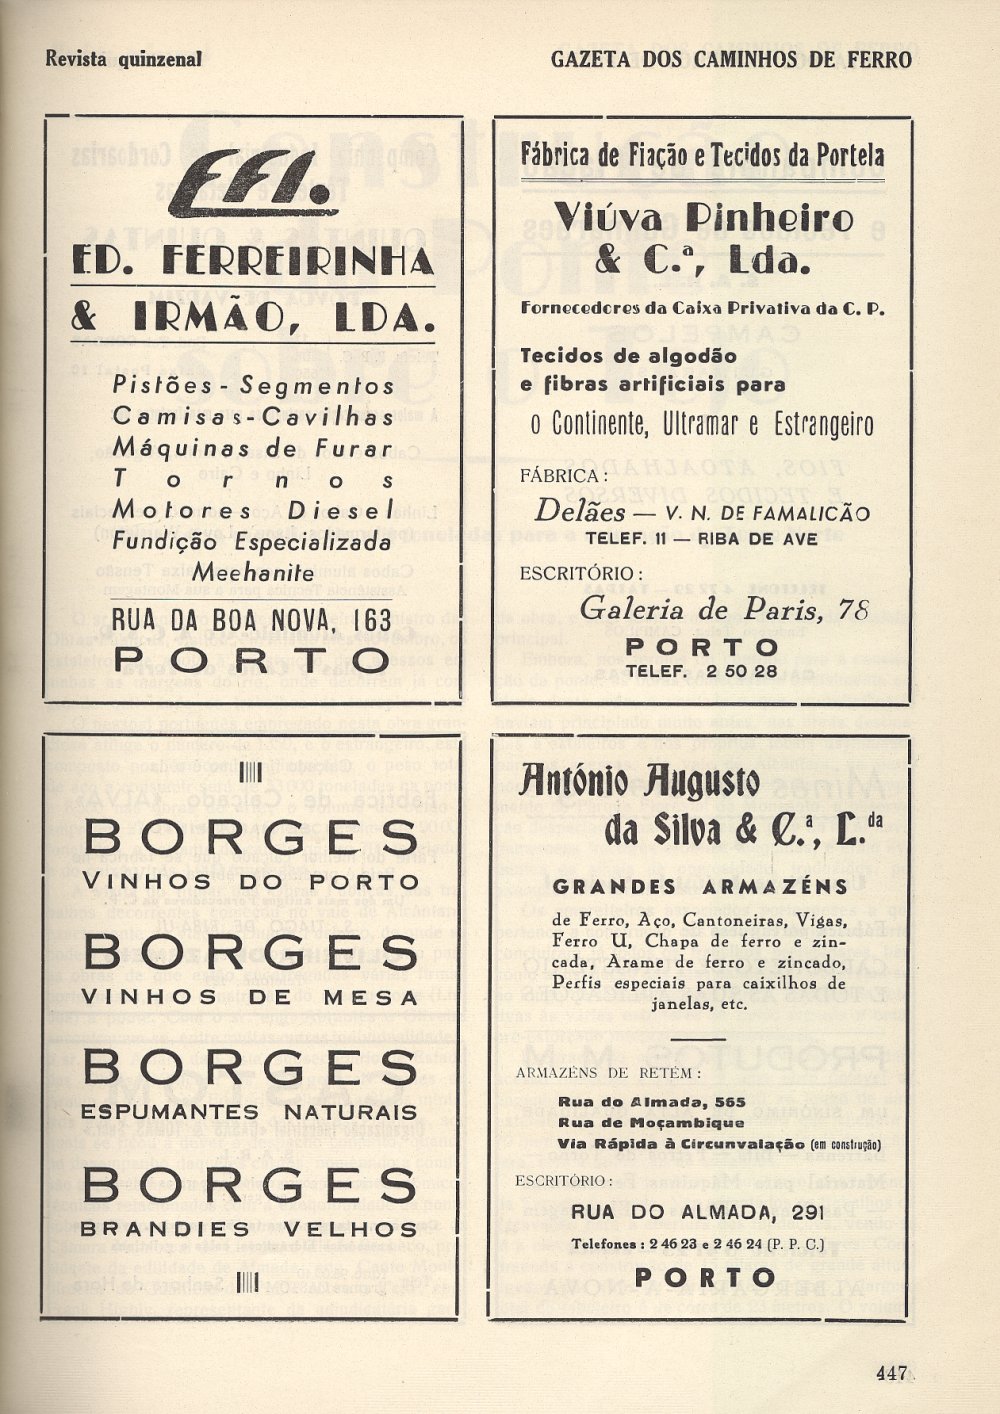 Revista quinzenal
GAZETA DOS CAMINHOS DE FERRO
EFI.
ED. FERREIRINHA
& IRMÃO, LDA.
Pistões - Segmentos
Camisas - Cavilhas
Máquinas de Furar
Tornos
Motores Diesel
Fundição Especializada
Meehanite
RUA DA BOA NOVA, 163
PORTO
Fábrica de Fiação e Tecidos da Portela
Viúva Pinheiro
& C.ª, Lda.
Fornecedores da Caixa Privativa da C. P.
Tecidos de algodão
e fibras artificiais para
o Continente, Ultramar e Estrangeiro
FÁBRICA:
Delães — V. N. DE FAMALICÃO
TELEF. 11 — RIBA DE AVE
ESCRITÓRIO:
Galeria de Paris, 78
PORTO
TELEF. 2 50 28
BORGES
VINHOS DO PORTO
BORGES
VINHOS DE MESA
BORGES
ESPUMANTES NATURAIS
BORGES
BRANDIES VELHOS
António Augusto
da Silva & C.ª, L.da
GRANDES ARMAZÉNS
de Ferro, Aço, Cantoneiras, Vigas,
Ferro U, Chapa de ferro e zin-
cada, Arame de ferro e zincado,
Perfis especiais para caixilhos de
janelas, etc.
ARMAZÉNS DE RETÉM:
Rua do Almada, 565
Rua de Moçambique
Via Rápida à Circunvalação (em construção)
ESCRITÓRIO:
RUA DO ALMADA, 291
Telefones: 2 46 23 e 2 46 24 (P. P. C.)
PORTO
447